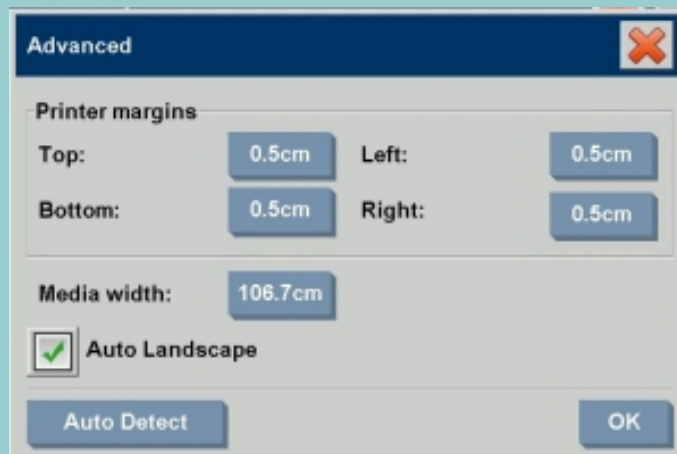 Advanced
Printer margins
Top: 0.5cm Left: 0.5cm
Bottom: 0.5cm Right: 0.5cm
Media width: 106.7cm
Auto Landscape
Auto Detect OK